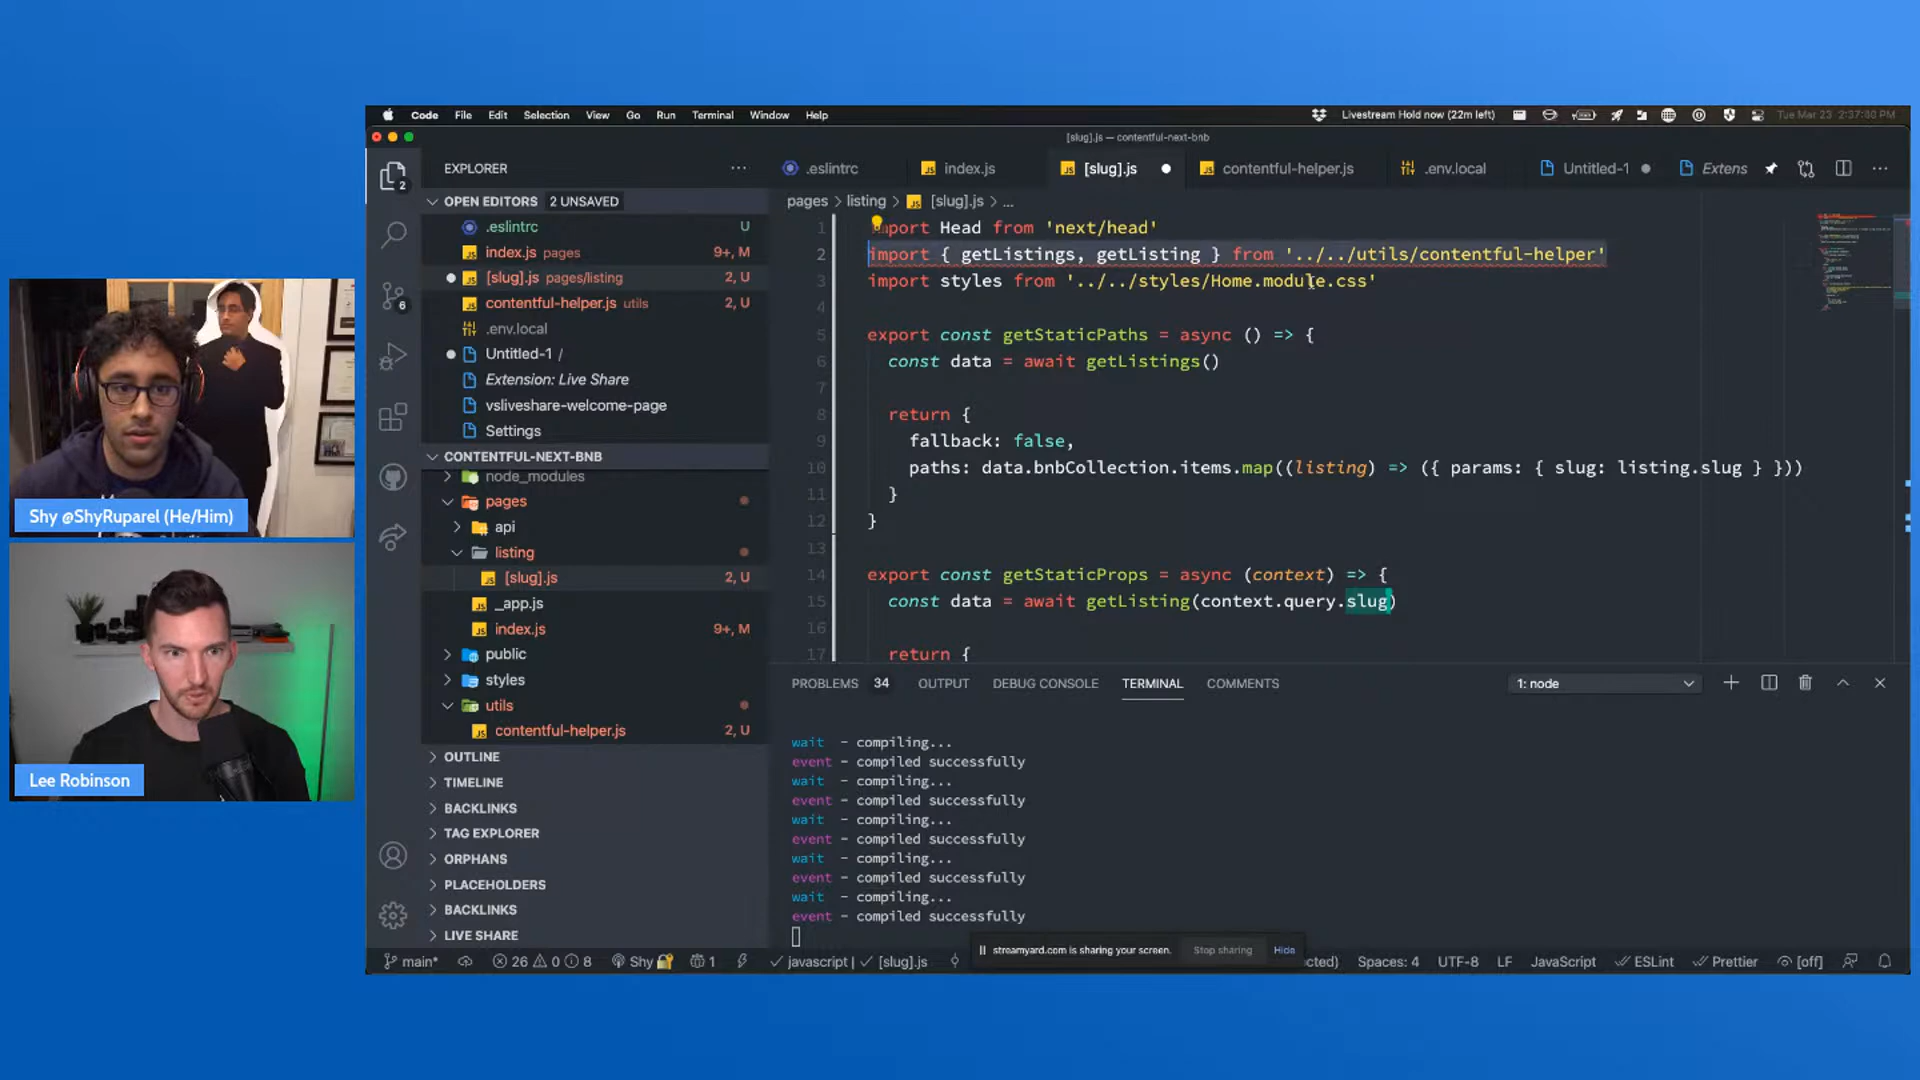 Code File Edit Selection View Go Run Terminal Window Help
Livestream Hold now (22m left)
Tue Mar 23 2:37:80 PM
[slug].js — contentful-next-bnb
EXPLORER
.eslintrc
index.js
[slug].js
contentful-helper.js
.env.local
Untitled-1
Extens
OPEN EDITORS 2 UNSAVED
.eslintrc U
index.js pages 9+, M
[slug].js pages/listing 2, U
contentful-helper.js utils 2, U
.env.local
Untitled-1 /
Extension: Live Share
vsliveshare-welcome-page
Settings
2
6
CONTENTFUL-NEXT-BNB
node_modules
pages
api
listing
[slug].js 2, U
_app.js
index.js 9+, M
public
styles
utils
contentful-helper.js 2, U
OUTLINE
TIMELINE
BACKLINKS
TAG EXPLORER
ORPHANS
PLACEHOLDERS
BACKLINKS
LIVE SHARE
pages > listing > [slug].js > ...
1 import Head from 'next/head'
2 import { getListings, getListing } from '../../utils/contentful-helper'
3 import styles from '../../styles/Home.module.css'
4
5 export const getStaticPaths = async () => {
6 const data = await getListings()
7
8 return {
9 fallback: false,
10 paths: data.bnbCollection.items.map((listing) => ({ params: { slug: listing.slug } }))
11 }
12 }
13
14 export const getStaticProps = async (context) => {
15 const data = await getListing(context.query.slug)
16
17 return {
PROBLEMS 34 OUTPUT DEBUG CONSOLE TERMINAL COMMENTS
1: node
wait - compiling...
event - compiled successfully
wait - compiling...
event - compiled successfully
wait - compiling...
event - compiled successfully
wait - compiling...
event - compiled successfully
wait - compiling...
event - compiled successfully
streamyard.com is sharing your screen. Stop sharing Hide
main* 26 0 8 Shy 1 javascript | [slug].js
cted) Spaces: 4 UTF-8 LF JavaScript ESLint Prettier [off]
Shy @ShyRuparel (He/Him)
Lee Robinson